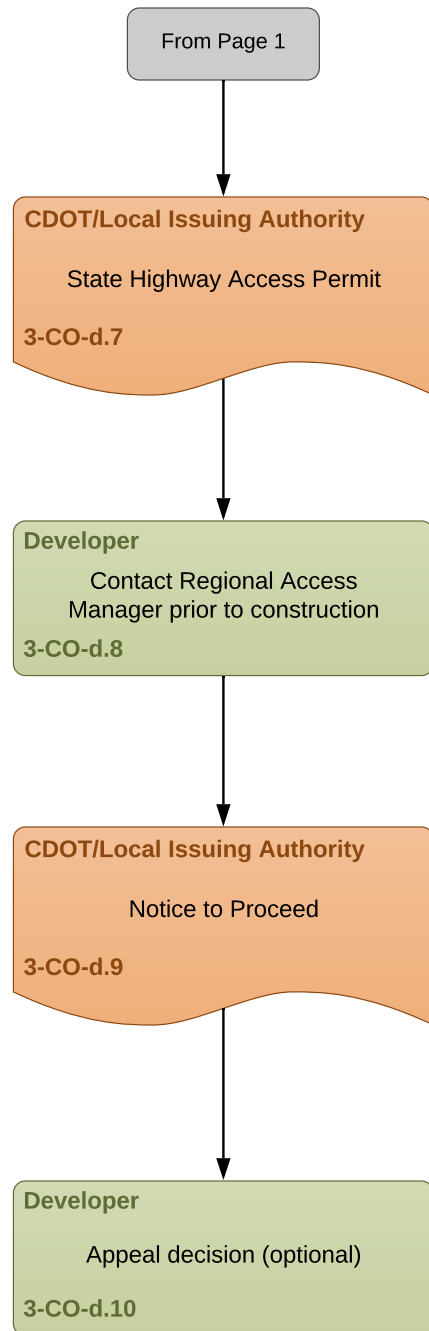 From Page 1
CDOT/Local Issuing Authority
State Highway Access Permit
3-CO-d.7
Developer
Contact Regional Access
Manager prior to construction
3-CO-d.8
CDOT/Local Issuing Authority
Notice to Proceed
3-CO-d.9
Developer
Appeal decision (optional)
3-CO-d.10